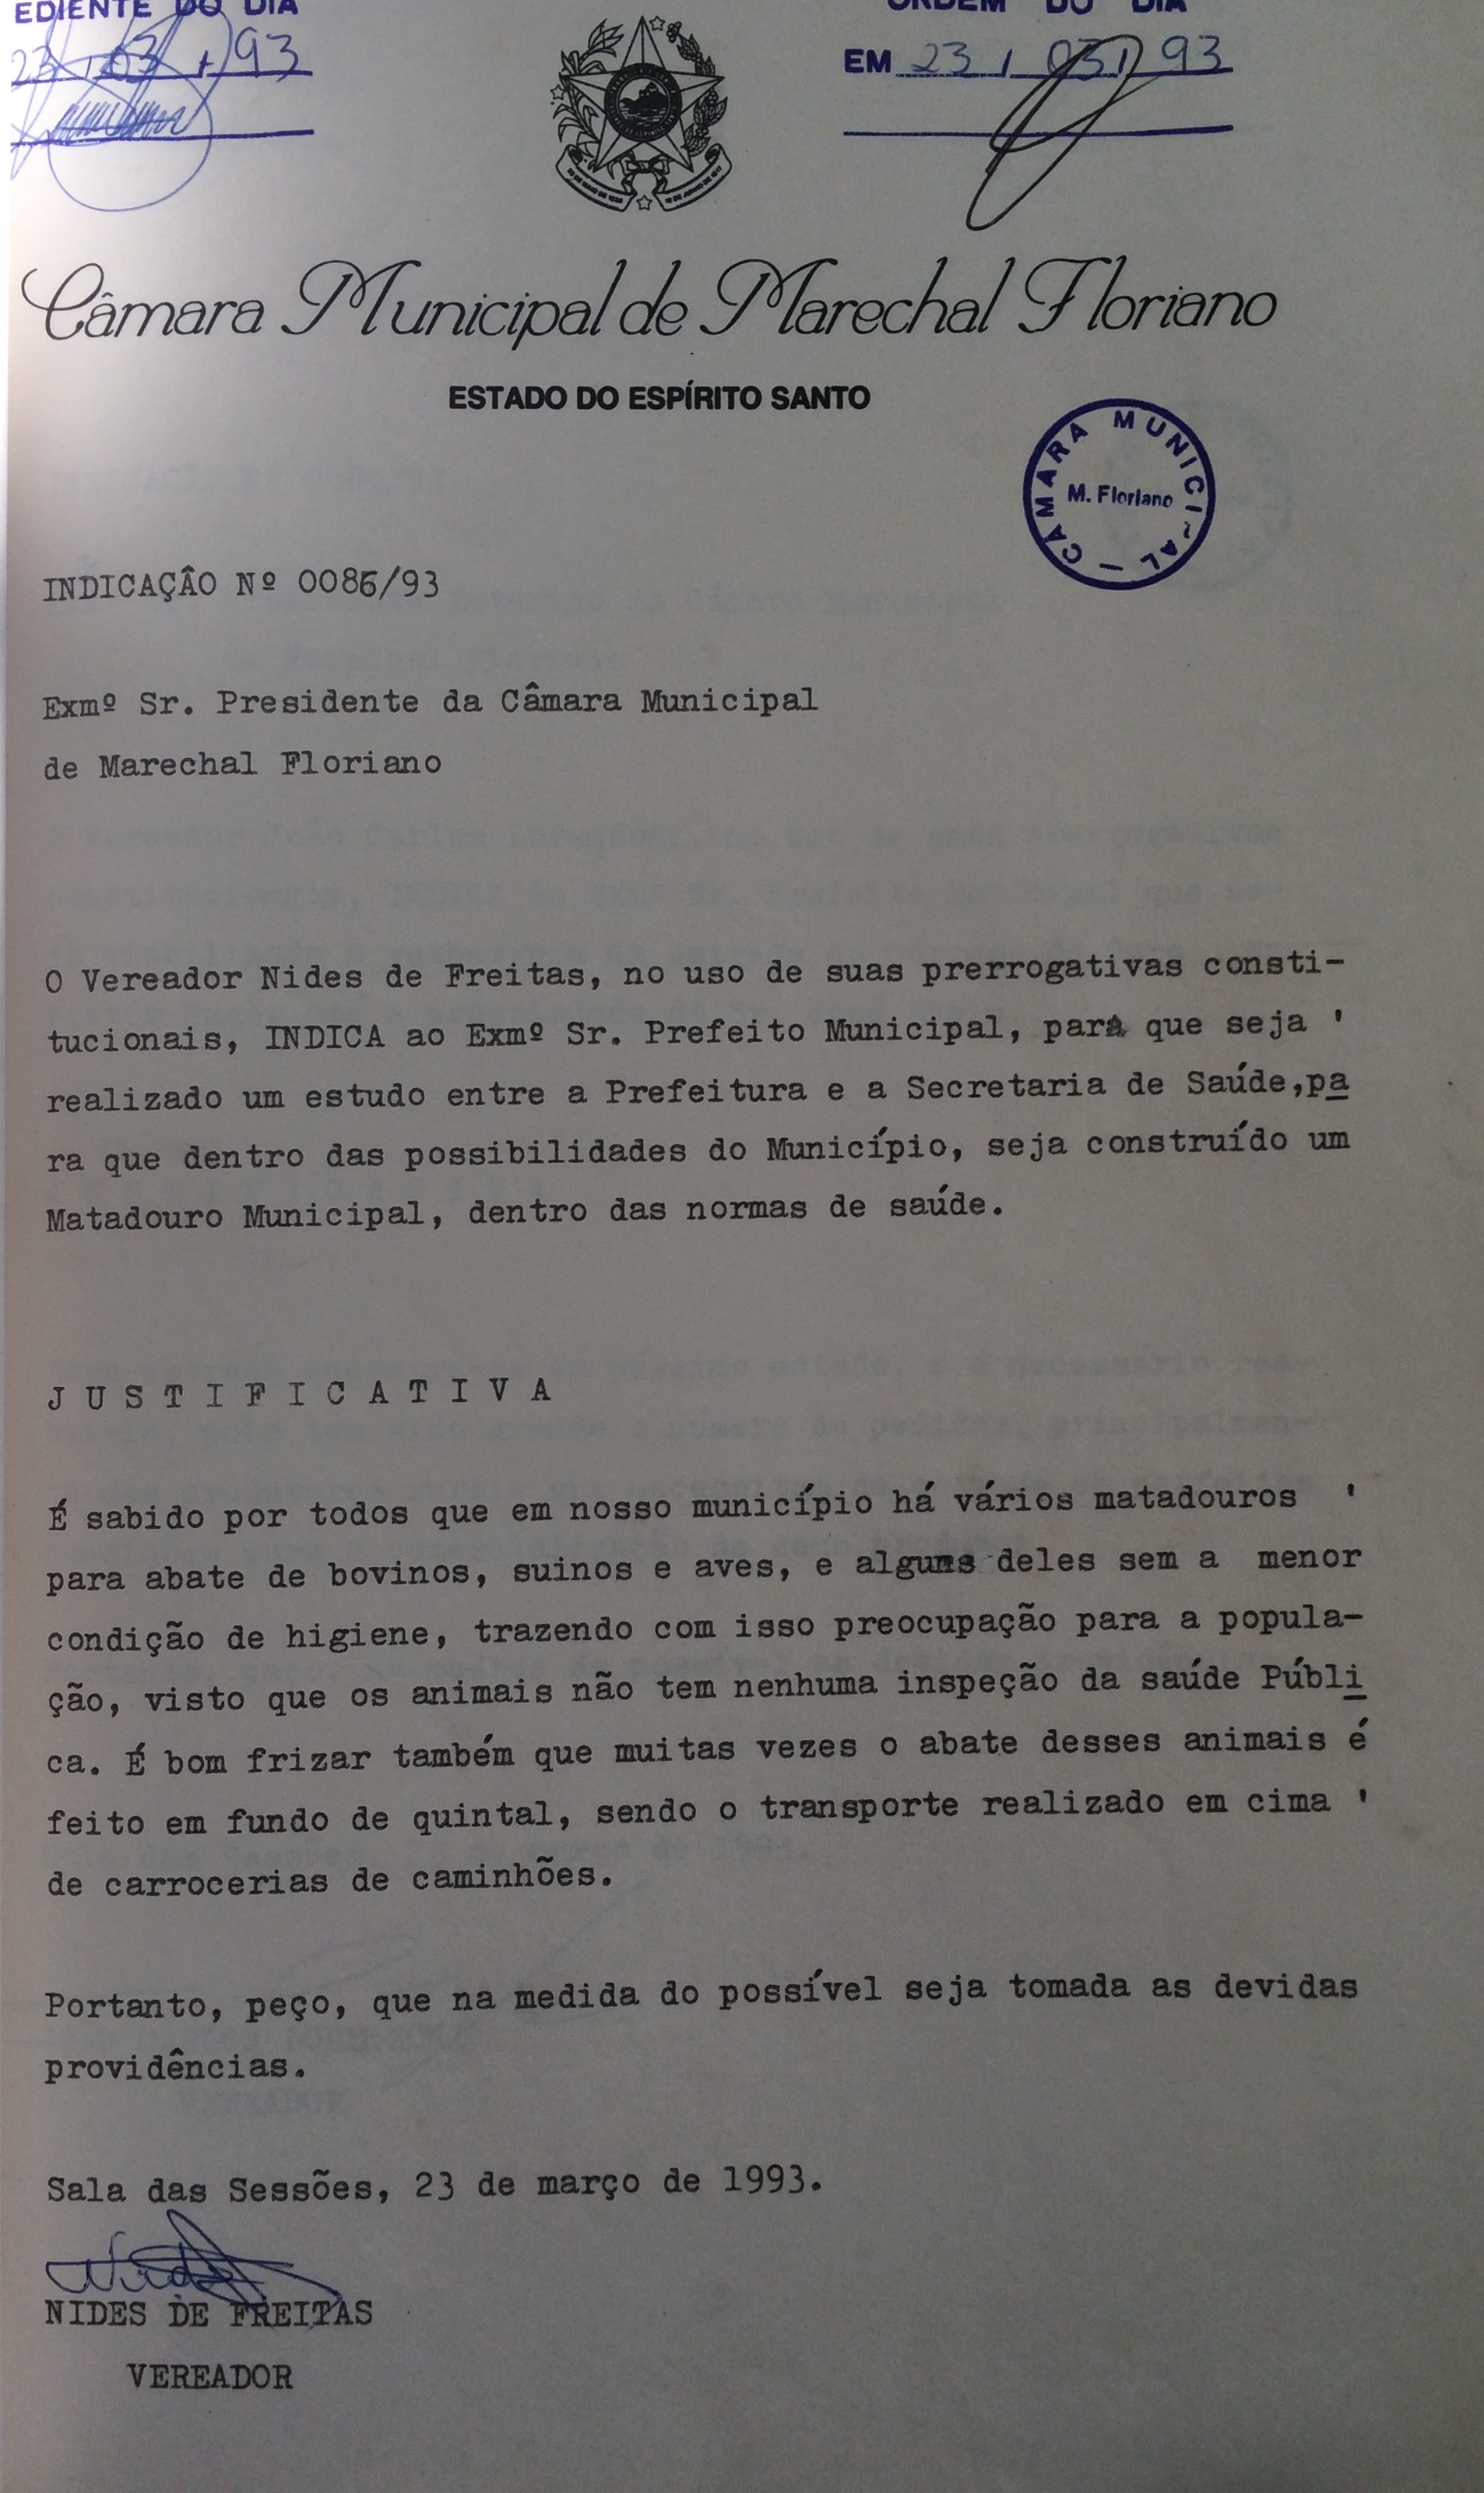 EDIENTE DO DIA
23 / 03 / 93
ORDEM DO DIA
EM 23 / 03 / 93
Câmara Municipal de Marechal Floriano
ESTADO DO ESPÍRITO SANTO
CAMARA MUNICI AL
M. Floriano
INDICAÇÂO Nº 0086/93
Exmº Sr. Presidente da Câmara Municipal
de Marechal Floriano
O Vereador Nides de Freitas, no uso de suas prerrogativas consti-
tucionais, INDICA ao Exmº Sr. Prefeito Municipal, para que seja '
realizado um estudo entre a Prefeitura e a Secretaria de Saúde,pa
ra que dentro das possibilidades do Município, seja construído um
Matadouro Municipal, dentro das normas de saúde.
J U S T I F I C A T I V A
É sabido por todos que em nosso município há vários matadouros '
para abate de bovinos, suinos e aves, e alguns deles sem a menor
condição de higiene, trazendo com isso preocupação para a popula-
ção, visto que os animais não tem nenhuma inspeção da saúde Públi
ca. É bom frizar também que muitas vezes o abate desses animais é
feito em fundo de quintal, sendo o transporte realizado em cima '
de carrocerias de caminhões.
Portanto, peço, que na medida do possível seja tomada as devidas
providências.
Sala das Sessões, 23 de março de 1993.
NIDES DE FREITAS
VEREADOR